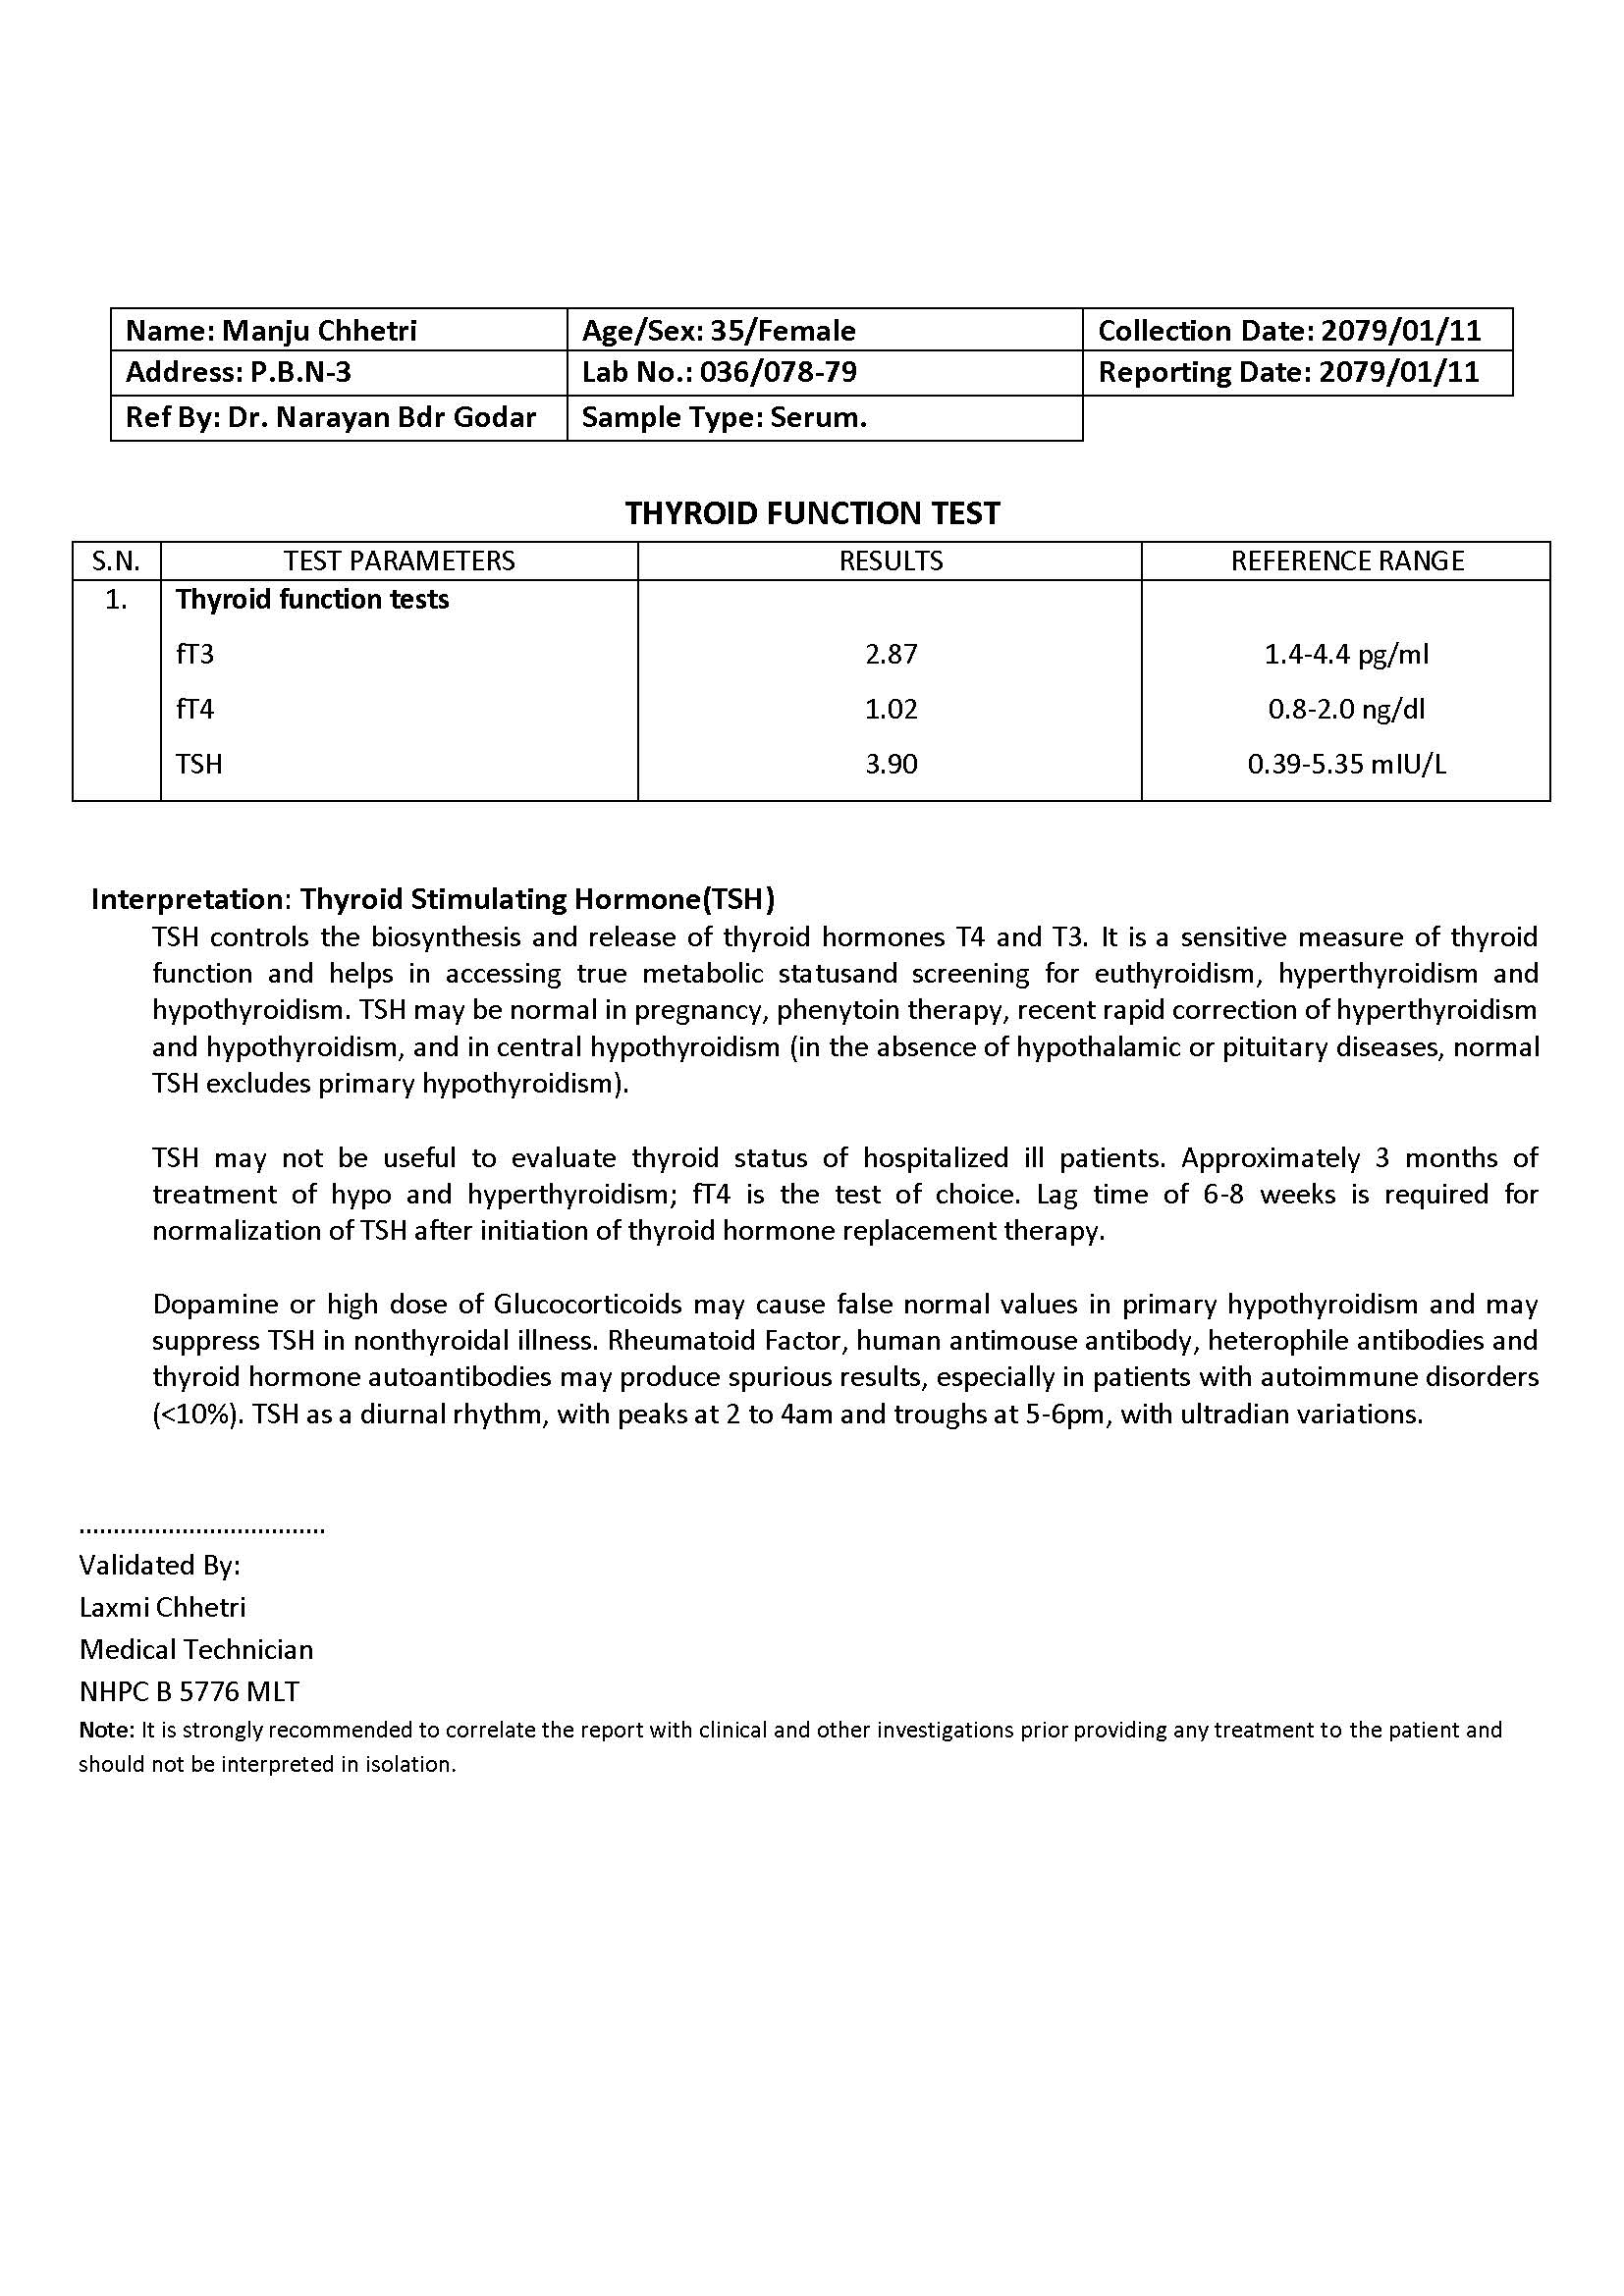 Name: Manju Chhetri Age/Sex: 35/Female Collection Date: 2079/01/11
Address: P.B.N-3 Lab No.: 036/078-79 Reporting Date: 2079/01/11
Ref By: Dr. Narayan Bdr Godar Sample Type: Serum.
THYROID FUNCTION TEST
S.N. TEST PARAMETERS RESULTS REFERENCE RANGE
1. Thyroid function tests
fT3 2.87 1.4-4.4 pg/ml
fT4 1.02 0.8-2.0 ng/dl
TSH 3.90 0.39-5.35 mIU/L
Interpretation: Thyroid Stimulating Hormone(TSH)
TSH controls the biosynthesis and release of thyroid hormones T4 and T3. It is a sensitive measure of thyroid
function and helps in accessing true metabolic statusand screening for euthyroidism, hyperthyroidism and
hypothyroidism. TSH may be normal in pregnancy, phenytoin therapy, recent rapid correction of hyperthyroidism
and hypothyroidism, and in central hypothyroidism (in the absence of hypothalamic or pituitary diseases, normal
TSH excludes primary hypothyroidism).
TSH may not be useful to evaluate thyroid status of hospitalized ill patients. Approximately 3 months of
treatment of hypo and hyperthyroidism; fT4 is the test of choice. Lag time of 6-8 weeks is required for
normalization of TSH after initiation of thyroid hormone replacement therapy.
Dopamine or high dose of Glucocorticoids may cause false normal values in primary hypothyroidism and may
suppress TSH in nonthyroidal illness. Rheumatoid Factor, human antimouse antibody, heterophile antibodies and
thyroid hormone autoantibodies may produce spurious results, especially in patients with autoimmune disorders
(<10%). TSH as a diurnal rhythm, with peaks at 2 to 4am and troughs at 5-6pm, with ultradian variations.
....................................
Validated By:
Laxmi Chhetri
Medical Technician
NHPC B 5776 MLT
Note: It is strongly recommended to correlate the report with clinical and other investigations prior providing any treatment to the patient and
should not be interpreted in isolation.